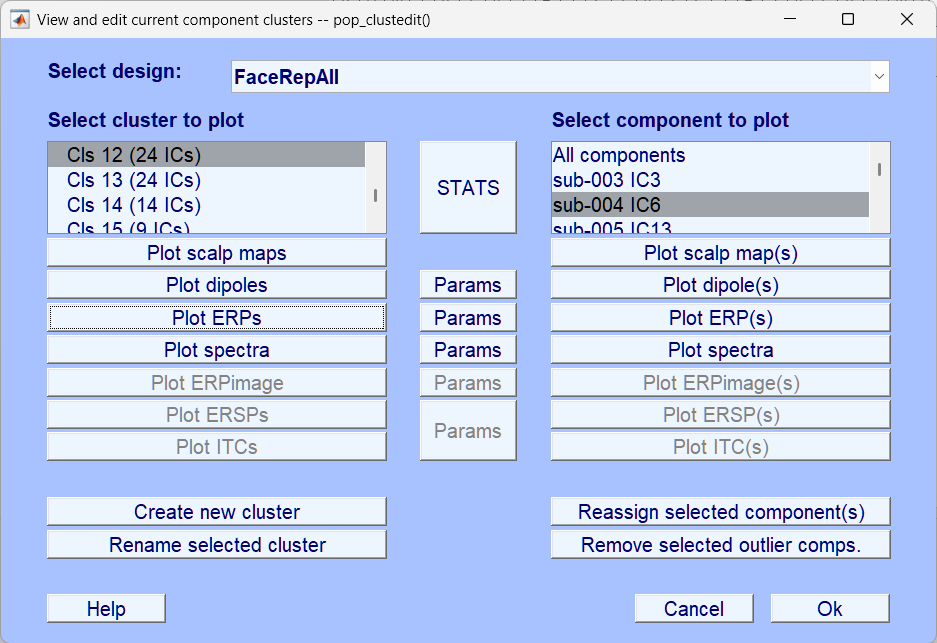 View and edit current component clusters -- pop_clustedit()
Select design:
FaceRepAll
Select cluster to plot
Select component to plot
Cls 12 (24 ICs)
Cls 13 (24 ICs)
Cls 14 (14 ICs)
Cls 15 (9 ICs)
STATS
All components
sub-003 IC3
sub-004 IC6
sub-005 IC13
Plot scalp maps
Plot scalp map(s)
Plot dipoles
Params
Plot dipole(s)
Plot ERPs
Params
Plot ERP(s)
Plot spectra
Params
Plot spectra
Plot ERPimage
Params
Plot ERPimage(s)
Plot ERSPs
Params
Plot ERSP(s)
Plot ITCs
Plot ITC(s)
Create new cluster
Reassign selected component(s)
Rename selected cluster
Remove selected outlier comps.
Help
Cancel
Ok